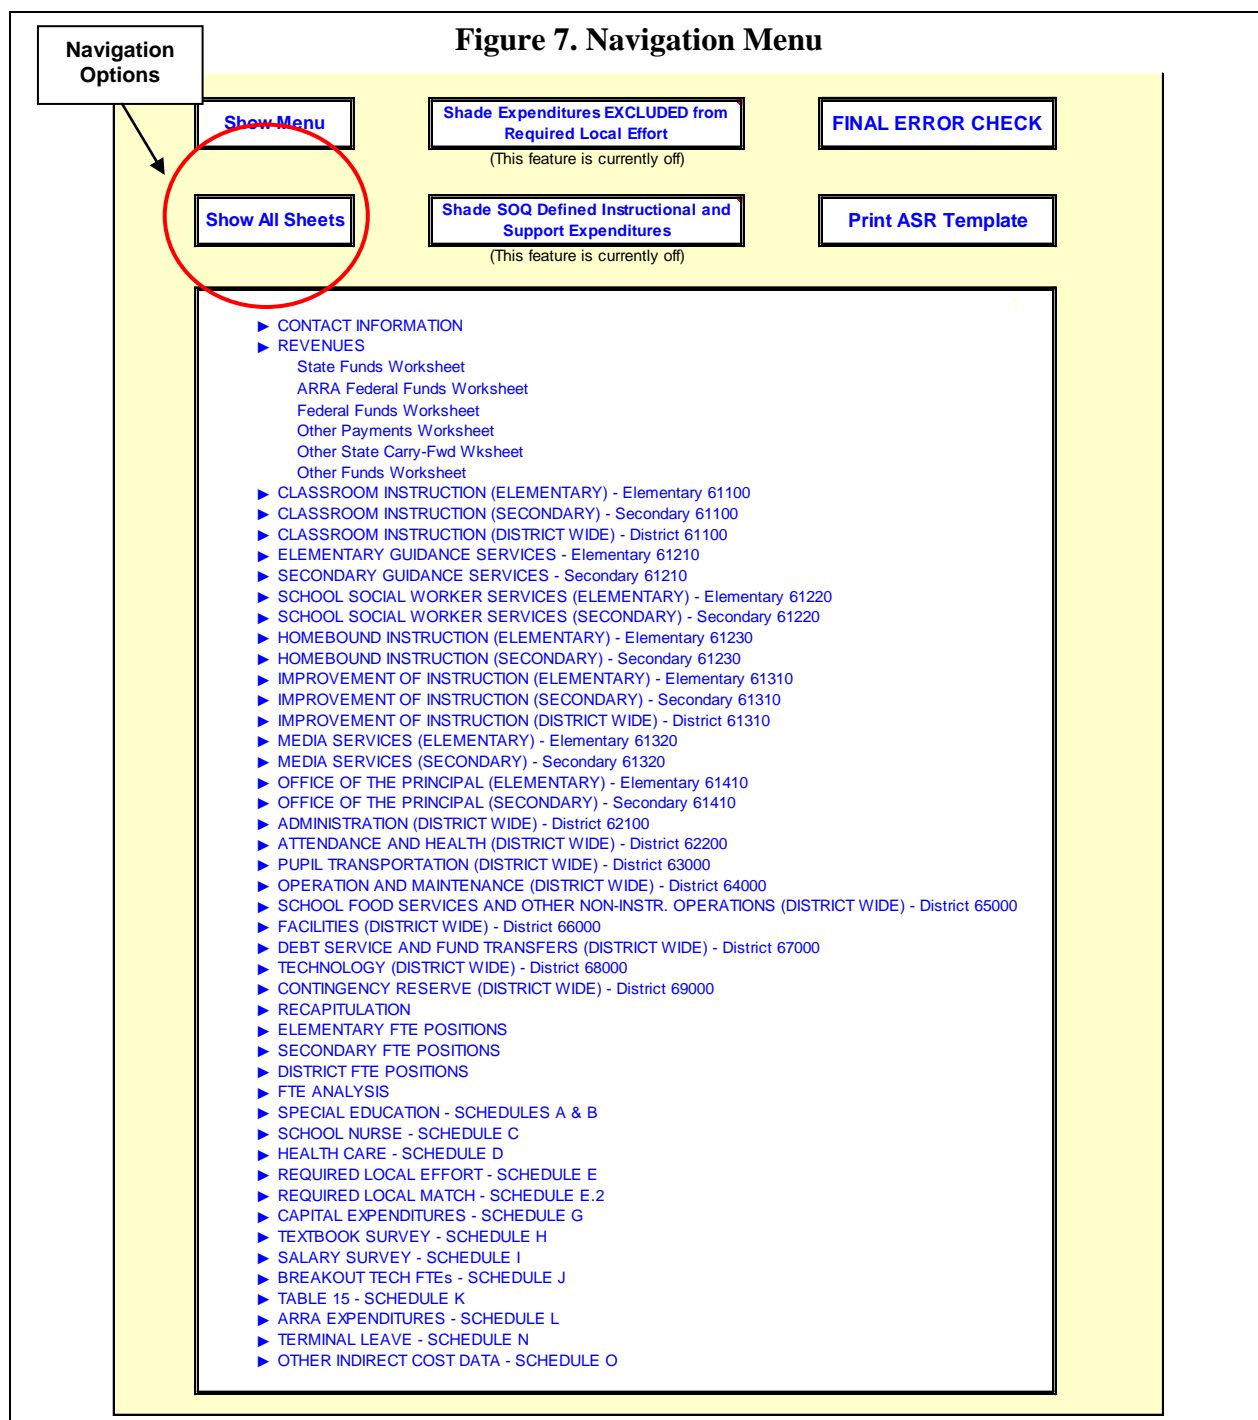 Figure 7. Navigation Menu
Navigation
Options
Show Menu
Shade Expenditures EXCLUDED from
Required Local Effort
(This feature is currently off)
FINAL ERROR CHECK
Show All Sheets
Shade SOQ Defined Instructional and
Support Expenditures
(This feature is currently off)
Print ASR Template
► CONTACT INFORMATION
► REVENUES
State Funds Worksheet
ARRA Federal Funds Worksheet
Federal Funds Worksheet
Other Payments Worksheet
Other State Carry-Fwd Wksheet
Other Funds Worksheet
► CLASSROOM INSTRUCTION (ELEMENTARY) - Elementary 61100
► CLASSROOM INSTRUCTION (SECONDARY) - Secondary 61100
► CLASSROOM INSTRUCTION (DISTRICT WIDE) - District 61100
► ELEMENTARY GUIDANCE SERVICES - Elementary 61210
► SECONDARY GUIDANCE SERVICES - Secondary 61210
► SCHOOL SOCIAL WORKER SERVICES (ELEMENTARY) - Elementary 61220
► SCHOOL SOCIAL WORKER SERVICES (SECONDARY) - Secondary 61220
► HOMEBOUND INSTRUCTION (ELEMENTARY) - Elementary 61230
► HOMEBOUND INSTRUCTION (SECONDARY) - Secondary 61230
► IMPROVEMENT OF INSTRUCTION (ELEMENTARY) - Elementary 61310
► IMPROVEMENT OF INSTRUCTION (SECONDARY) - Secondary 61310
► IMPROVEMENT OF INSTRUCTION (DISTRICT WIDE) - District 61310
► MEDIA SERVICES (ELEMENTARY) - Elementary 61320
► MEDIA SERVICES (SECONDARY) - Secondary 61320
► OFFICE OF THE PRINCIPAL (ELEMENTARY) - Elementary 61410
► OFFICE OF THE PRINCIPAL (SECONDARY) - Secondary 61410
► ADMINISTRATION (DISTRICT WIDE) - District 62100
► ATTENDANCE AND HEALTH (DISTRICT WIDE) - District 62200
► PUPIL TRANSPORTATION (DISTRICT WIDE) - District 63000
► OPERATION AND MAINTENANCE (DISTRICT WIDE) - District 64000
► SCHOOL FOOD SERVICES AND OTHER NON-INSTR. OPERATIONS (DISTRICT WIDE) - District 65000
► FACILITIES (DISTRICT WIDE) - District 66000
► DEBT SERVICE AND FUND TRANSFERS (DISTRICT WIDE) - District 67000
► TECHNOLOGY (DISTRICT WIDE) - District 68000
► CONTINGENCY RESERVE (DISTRICT WIDE) - District 69000
► RECAPITULATION
► ELEMENTARY FTE POSITIONS
► SECONDARY FTE POSITIONS
► DISTRICT FTE POSITIONS
► FTE ANALYSIS
► SPECIAL EDUCATION - SCHEDULES A & B
► SCHOOL NURSE - SCHEDULE C
► HEALTH CARE - SCHEDULE D
► REQUIRED LOCAL EFFORT - SCHEDULE E
► REQUIRED LOCAL MATCH - SCHEDULE E.2
► CAPITAL EXPENDITURES - SCHEDULE G
► TEXTBOOK SURVEY - SCHEDULE H
► SALARY SURVEY - SCHEDULE I
► BREAKOUT TECH FTEs - SCHEDULE J
► TABLE 15 - SCHEDULE K
► ARRA EXPENDITURES - SCHEDULE L
► TERMINAL LEAVE - SCHEDULE N
► OTHER INDIRECT COST DATA - SCHEDULE O